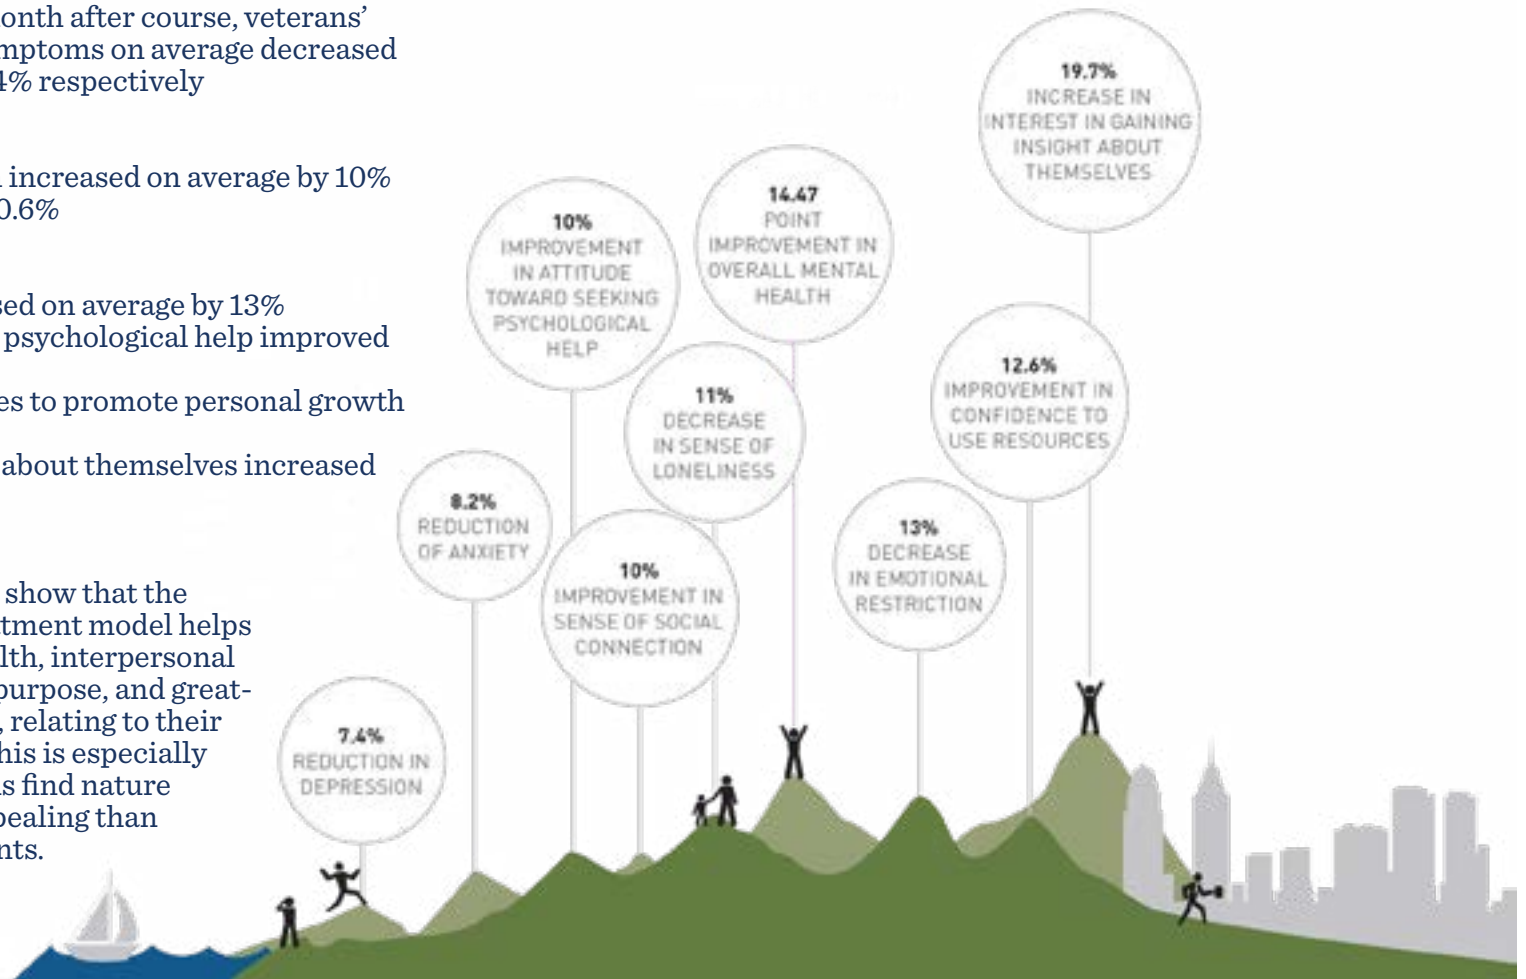 onth after course, veterans’
mptoms on average decreased
4% respectively
increased on average by 10%
0.6%
sed on average by 13%
psychological help improved
es to promote personal growth
about themselves increased
show that the
tment model helps
lth, interpersonal
purpose, and great-
, relating to their
his is especially
s find nature
pealing than
nts.
19.7%
INCREASE IN
INTEREST IN GAINING
INSIGHT ABOUT
THEMSELVES
14.47
POINT
IMPROVEMENT IN
OVERALL MENTAL
HEALTH
10%
IMPROVEMENT
IN ATTITUDE
TOWARD SEEKING
PSYCHOLOGICAL
HELP
12.6%
IMPROVEMENT IN
CONFIDENCE TO
USE RESOURCES
11%
DECREASE
IN SENSE OF
LONELINESS
8.2%
REDUCTION
OF ANXIETY
13%
DECREASE
IN EMOTIONAL
RESTRICTION
10%
IMPROVEMENT IN
SENSE OF SOCIAL
CONNECTION
7.4%
REDUCTION IN
DEPRESSION